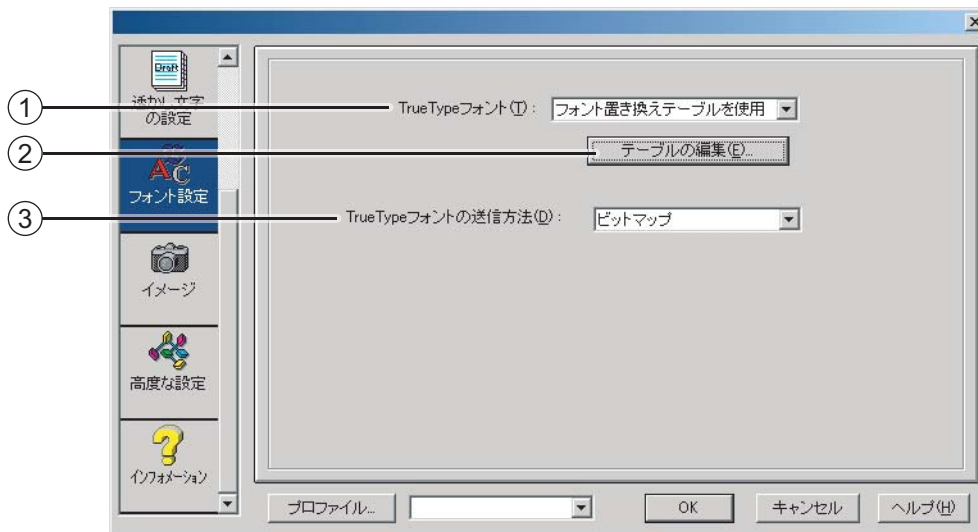 Draft
透かし文字
の設定
① TrueTypeフォント(T): フォント置き換えテーブルを使用
② テーブルの編集(E)...
フォント設定
③ TrueTypeフォントの送信方法(D): ビットマップ
イメージ
高度な設定
インフォメーション
プロファイル... OK キャンセル ヘルプ(H)